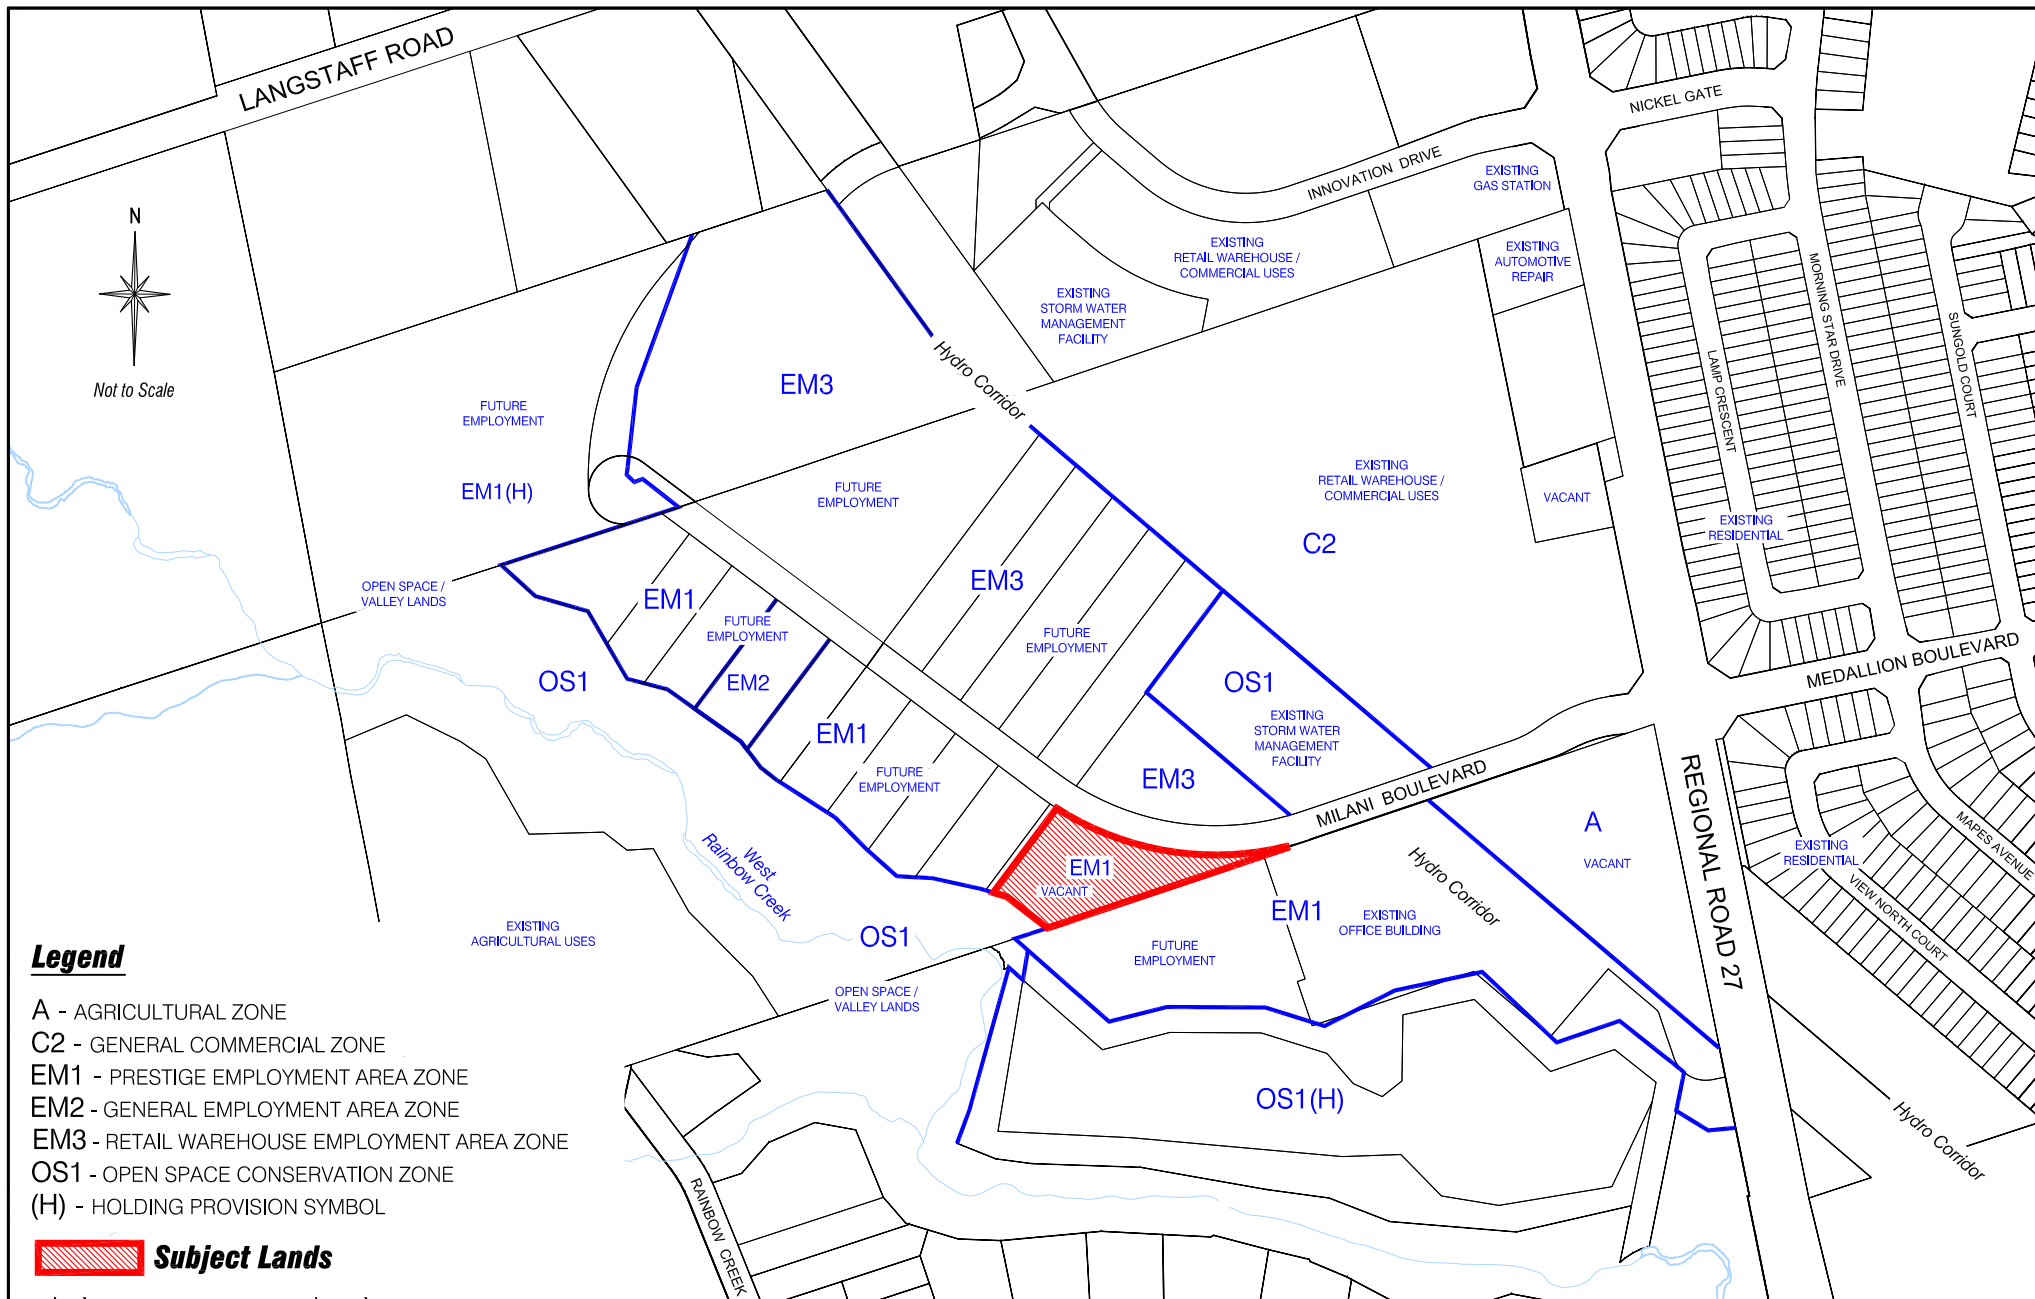 LANGSTAFF ROAD
NICKEL GATE
INNOVATION DRIVE
EXISTING
GAS STATION
N
Not to Scale
EXISTING
RETAIL WAREHOUSE /
COMMERCIAL USES
EXISTING
AUTOMOTIVE
REPAIR
EXISTING
STORM WATER
MANAGEMENT
FACILITY
MORNING STAR DRIVE
SUNGOLD COURT
LAMP CRESCENT
Hydro Corridor
EM3
FUTURE
EMPLOYMENT
EM1(H)
FUTURE
EMPLOYMENT
EXISTING
RETAIL WAREHOUSE /
COMMERCIAL USES
VACANT
C2
EXISTING
RESIDENTIAL
OPEN SPACE /
VALLEY LANDS
EM1
FUTURE
EMPLOYMENT
EM3
FUTURE
EMPLOYMENT
OS1
EM2
OS1
EXISTING
STORM WATER
MANAGEMENT
FACILITY
MEDALLION BOULEVARD
EM1
FUTURE
EMPLOYMENT
EM3
MILANI BOULEVARD
REGIONAL ROAD 27
A
VACANT
EXISTING
RESIDENTIAL
MAPES AVENUE
VIEW NORTH COURT
West
Rainbow Creek
EM1
VACANT
Hydro Corridor
EM1
EXISTING
OFFICE BUILDING
EXISTING
AGRICULTURAL USES
OS1
FUTURE
EMPLOYMENT
OPEN SPACE /
VALLEY LANDS
OS1(H)
Hydro Corridor
RAINBOW CREEK
Legend
A - AGRICULTURAL ZONE
C2 - GENERAL COMMERCIAL ZONE
EM1 - PRESTIGE EMPLOYMENT AREA ZONE
EM2 - GENERAL EMPLOYMENT AREA ZONE
EM3 - RETAIL WAREHOUSE EMPLOYMENT AREA ZONE
OS1 - OPEN SPACE CONSERVATION ZONE
(H) - HOLDING PROVISION SYMBOL
Subject Lands